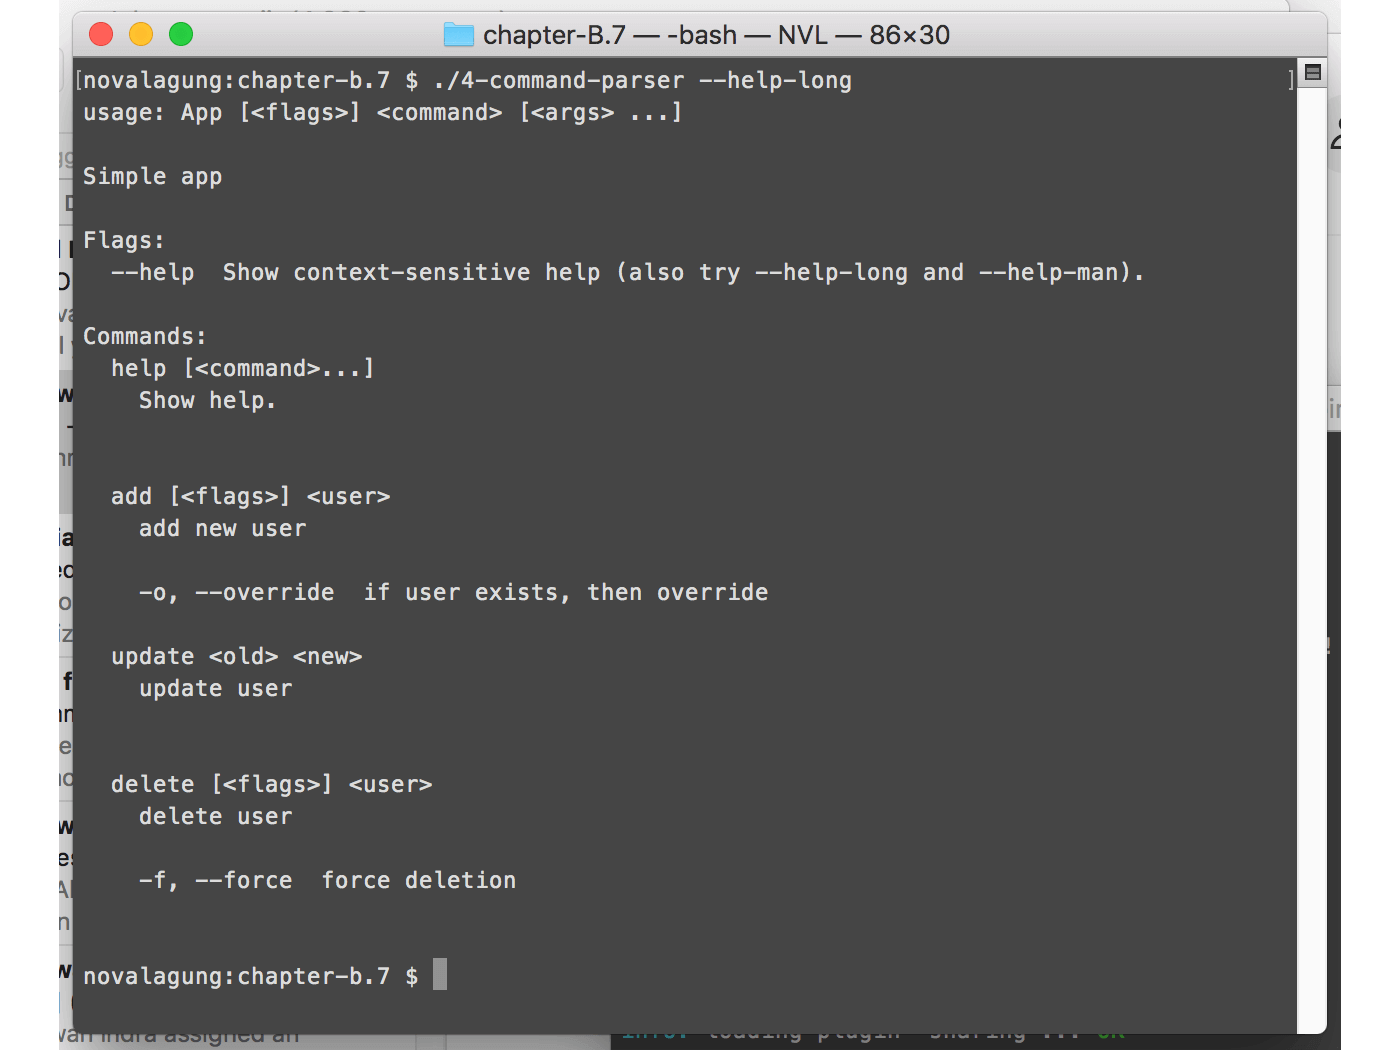 chapter-B.7 — -bash — NVL — 86×30
[novalagung:chapter-b.7 $ ./4-command-parser --help-long ]
usage: App [<flags>] <command> [<args> ...]
Simple app
Flags:
--help  Show context-sensitive help (also try --help-long and --help-man).
Commands:
help [<command>...]
Show help.
add [<flags>] <user>
add new user
-o, --override  if user exists, then override
update <old> <new>
update user
delete [<flags>] <user>
delete user
-f, --force  force deletion
novalagung:chapter-b.7 $